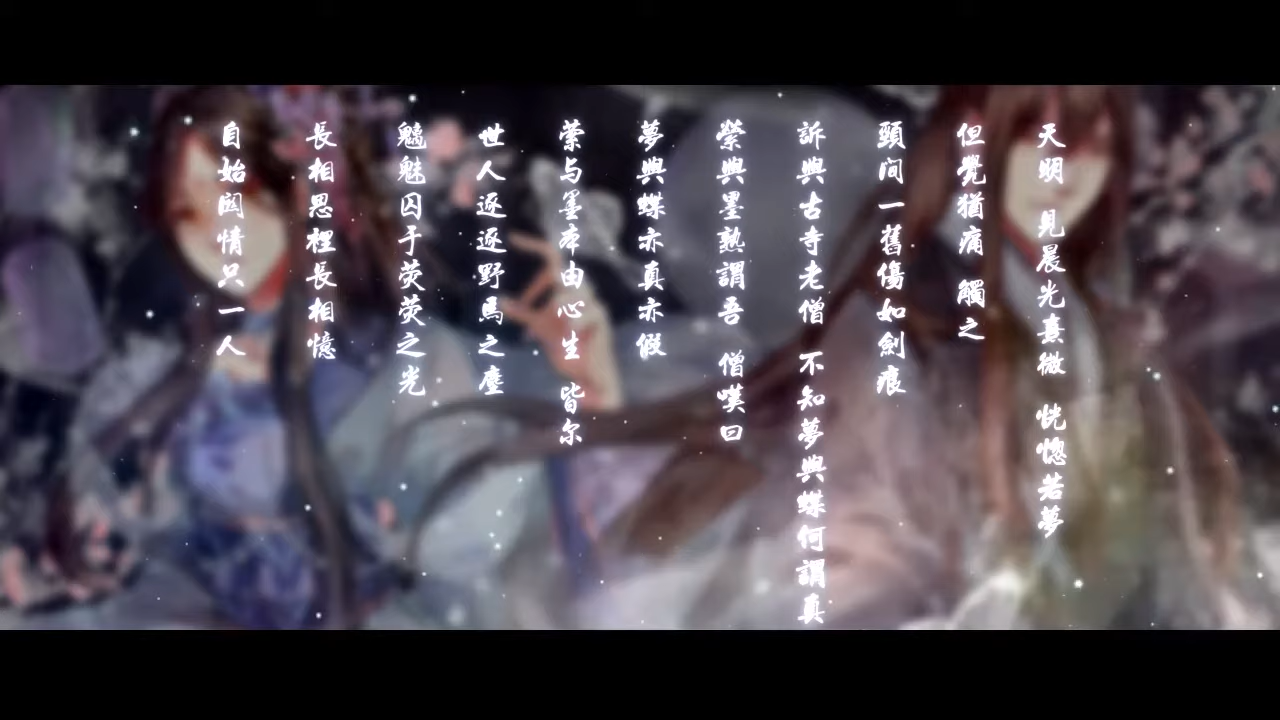 天明 見晨光熹微 恍惚若夢
但覺猶痛 觸之
頸間一舊傷如劍痕
訴與古寺老僧 不知夢與蝶何謂真
縈與墨熟謂吾 僧嘆曰
夢與蝶亦真亦假
縈与墨本由心生 皆尔
世人逐逐野馬之塵
魑魅囚于荧荧之光
長相思裡長相憶
自始囹情只一人